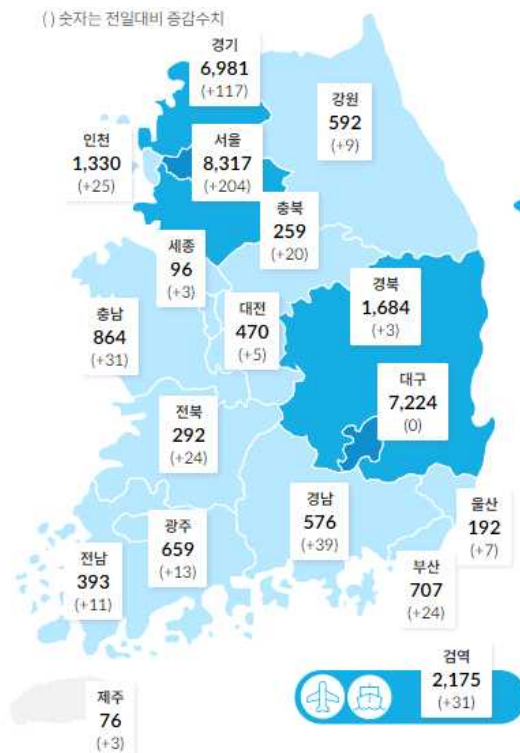 ( ) 숫자는 전일대비 증감수치
경기
6,981
(+117)
강원
592
(+9)
인천
1,330
(+25)
서울
8,317
(+204)
충북
259
(+20)
세종
96
(+3)
경북
1,684
(+3)
충남
864
(+31)
대전
470
(+5)
대구
7,224
(0)
전북
292
(+24)
경남
576
(+39)
울산
192
(+7)
광주
659
(+13)
전남
393
(+11)
부산
707
(+24)
검역
2,175
(+31)
제주
76
(+3)